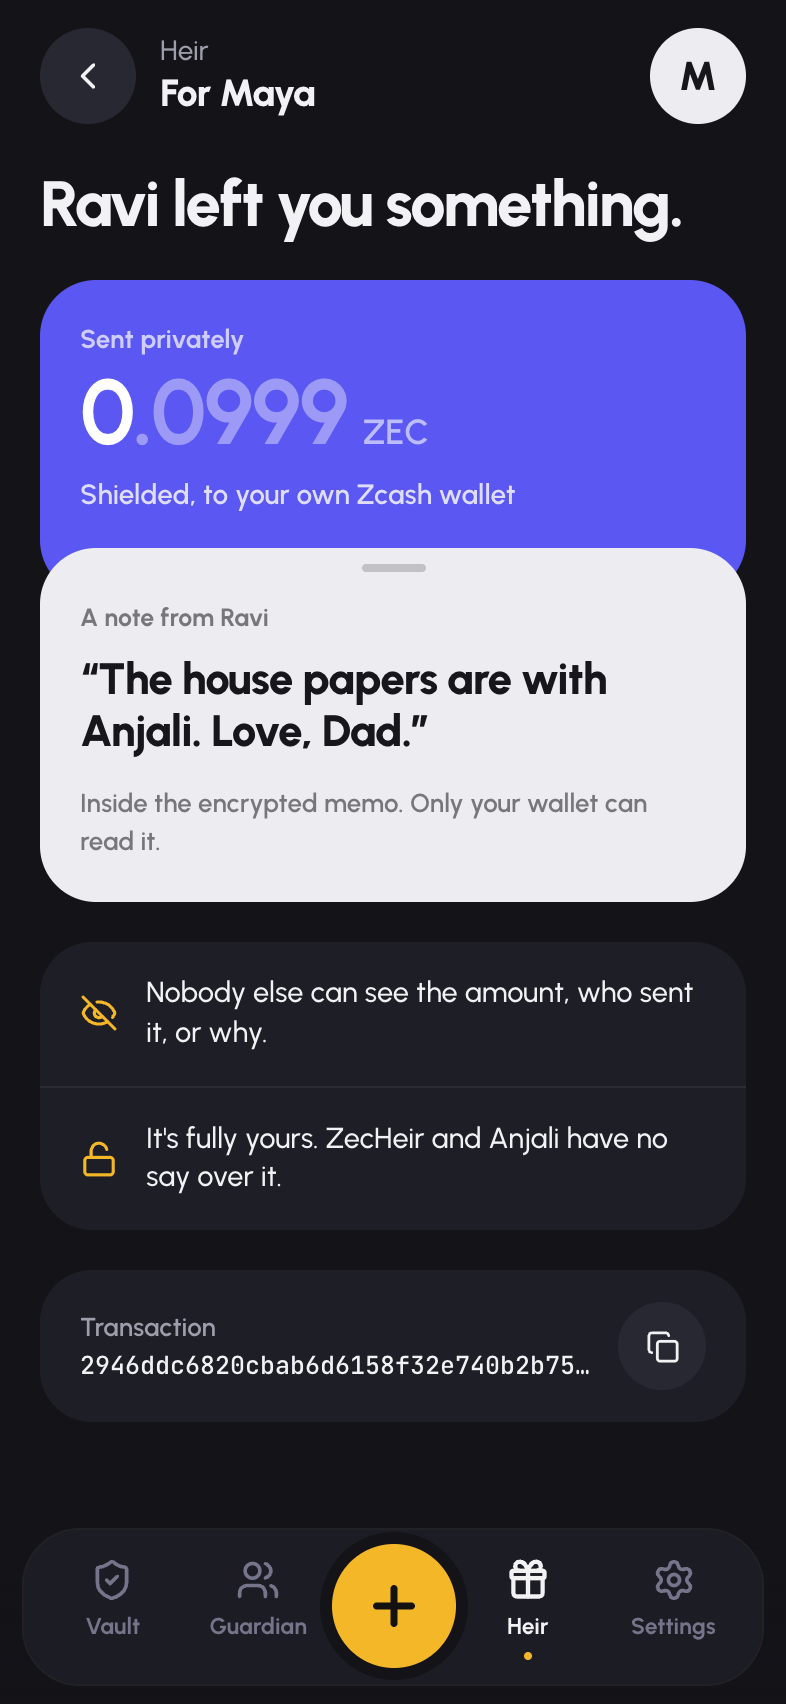 Heir
For Maya
M
Ravi left you something.
Sent privately
0.0999 ZEC
Shielded, to your own Zcash wallet
A note from Ravi
“The house papers are with
Anjali. Love, Dad.”
Inside the encrypted memo. Only your wallet can
read it.
Nobody else can see the amount, who sent
it, or why.
It's fully yours. ZecHeir and Anjali have no
say over it.
Transaction
2946ddc6820cbab6d6158f32e740b2b75…
Vault
Guardian
Heir
Settings